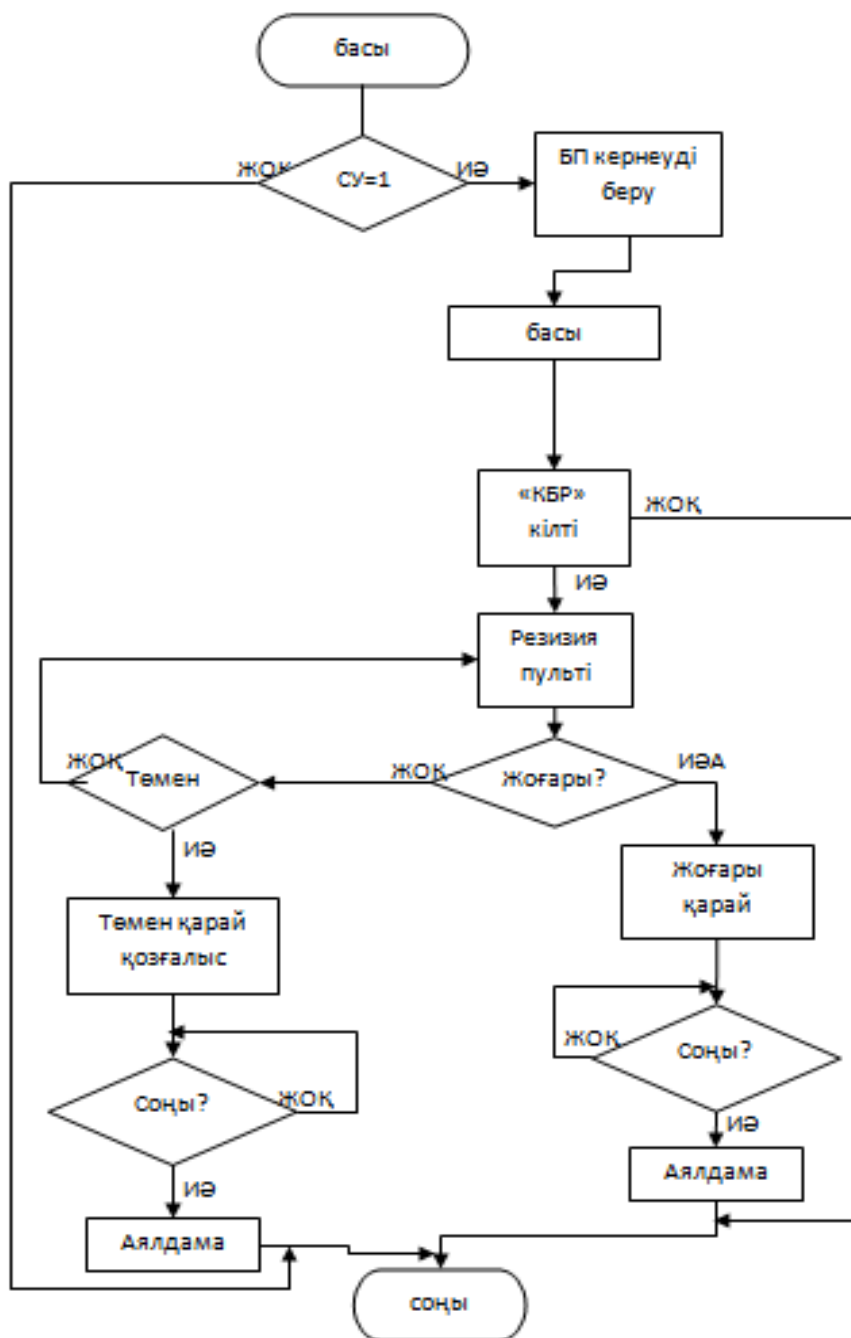 басы
ЖОҚ
СУ=1
ИӘ
БП кернеуді
беру
басы
«КБР»
кілті
ЖОҚ
ИӘ
Резизия
пульті
ЖОҚ
Төмен
ЖОҚ
Жоғары?
ИӘА
ИӘ
Жоғары
қарай
Төмен қарай
қозғалыс
ЖОҚ
Соңы?
Соңы?
ЖОҚ
ИӘ
ИӘ
Аялдама
Аялдама
соңы